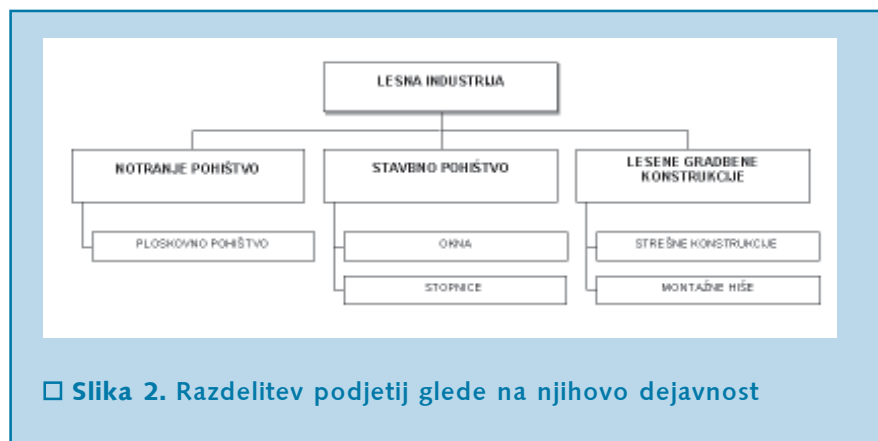 LESNA INDUSTRIJA
NOTRANJE POHIŠTVO
STAVBNO POHIŠTVO
LESENE GRADBENE
KONSTRUKCIJE
PLOSKOVNO POHIŠTVO
OKNA
STREŠNE KONSTRUKCIJE
STOPNICE
MONTAŽNE HIŠE
□ Slika 2. Razdelitev podjetij glede na njihovo dejavnost